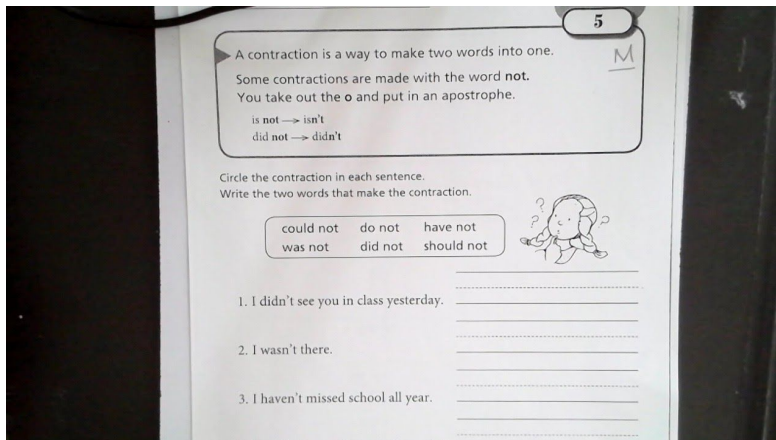 5
A contraction is a way to make two words into one.
M
Some contractions are made with the word not.
You take out the o and put in an apostrophe.
is not → isn't
did not → didn't
Circle the contraction in each sentence.
Write the two words that make the contraction.
could not do not have not
was not did not should not
? ? ?
1. I didn't see you in class yesterday.
2. I wasn't there.
3. I haven't missed school all year.